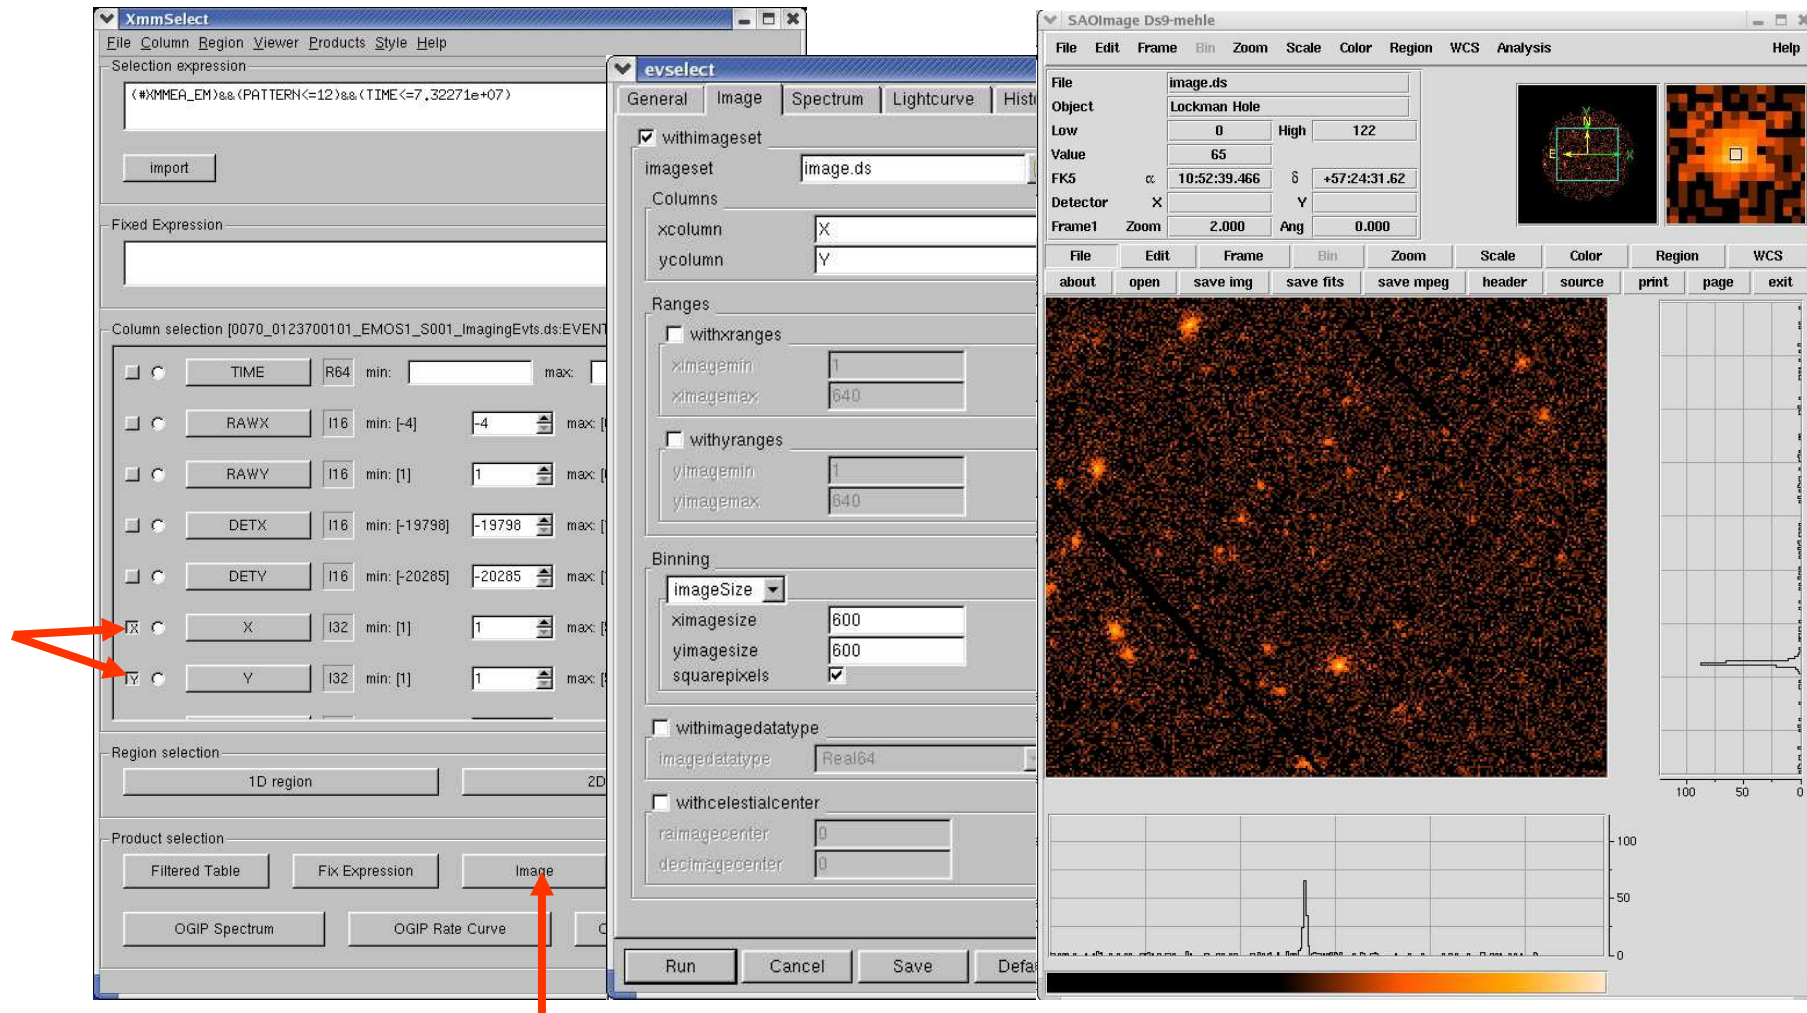 XmmSelect
File Column Region Viewer Products Style Help
Selection expression
(#XMMEA_EM)&&(PATTERN<=12)&&(TIME<=7.32271e+07)
import
Fixed Expression
Column selection [0070_0123700101_EMOS1_S001_ImagingEvts.ds:EVENT
TIME R64 min: max:
RAWX I16 min: [-4] -4 max:
RAWY I16 min: [1] 1 max:
DETX I16 min: [-19798] -19798 max:
DETY I16 min: [-20285] -20285 max:
X X I32 min: [1] 1 max:
Y Y I32 min: [1] 1 max:
Region selection
1D region 2D
Product selection
Filtered Table Fix Expression Image
OGIP Spectrum OGIP Rate Curve
evselect
General Image Spectrum Lightcurve
withimageset
imageset image.ds
Columns
xcolumn X
ycolumn Y
Ranges
withxranges
ximagemin 1
ximagemax 640
withyranges
yimagemin 1
yimagemax 640
Binning
imageSize
ximagesize 600
yimagesize 600
squarepixels
withimagedatatype
imagedatatype Real64
withcelestialcenter
raimagecenter 0
decimagecenter 0
Run Cancel Save
SAOImage Ds9-mehle
File Edit Frame Bin Zoom Scale Color Region WCS Analysis Help
File image.ds
Object Lockman Hole
Low 0 High 122
Value 65
FK5 α 10:52:39.466 δ +57:24:31.62
Detector X Y
Frame1 Zoom 2.000 Ang 0.000
Y
N
E X
File Edit Frame Bin Zoom Scale Color Region WCS
about open save img save fits save mpeg header source print page exit
100 50 0
100
50
0